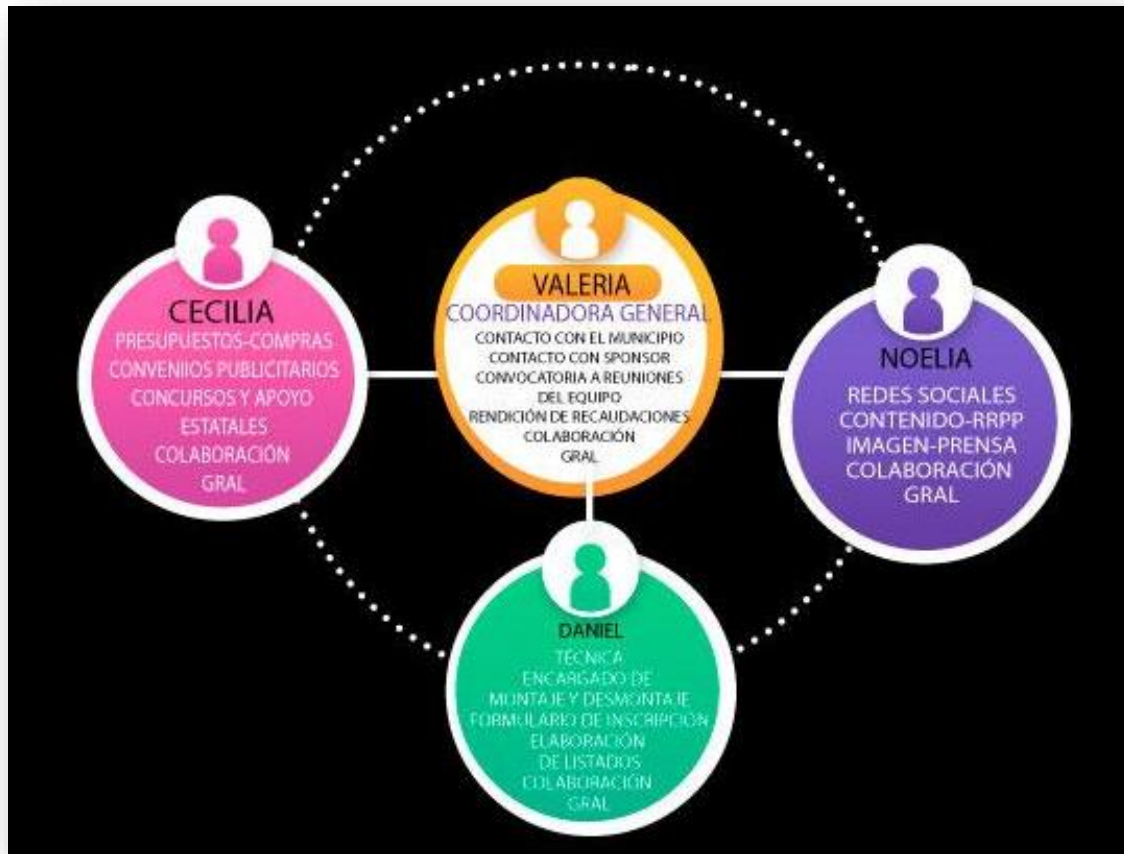 CECILIA
PRESUPUESTOS-COMPRAS
CONVENIIOS PUBLICITARIOS
CONCURSOS Y APOYO
ESTATALES
COLABORACIÓN
GRAL
VALERIA
COORDINADORA GENERAL
CONTACTO CON EL MUNICIPIO
CONTACTO CON SPONSOR
CONVOCATORIA A REUNIONES
DEL EQUIPO
RENDICIÓN DE RECAUDACIONES
COLABORACIÓN
GRAL
NOELIA
REDES SOCIALES
CONTENIDO-RRPP
IMAGEN-PRENSA
COLABORACIÓN
GRAL
DANIEL
TÉCNICA
ENCARGADO DE
MONTAJE Y DESMONTAJE
FORMULARIO DE INSCRIPCIÓN
ELABORACIÓN
DE LISTADOS
COLABORACIÓN
GRAL